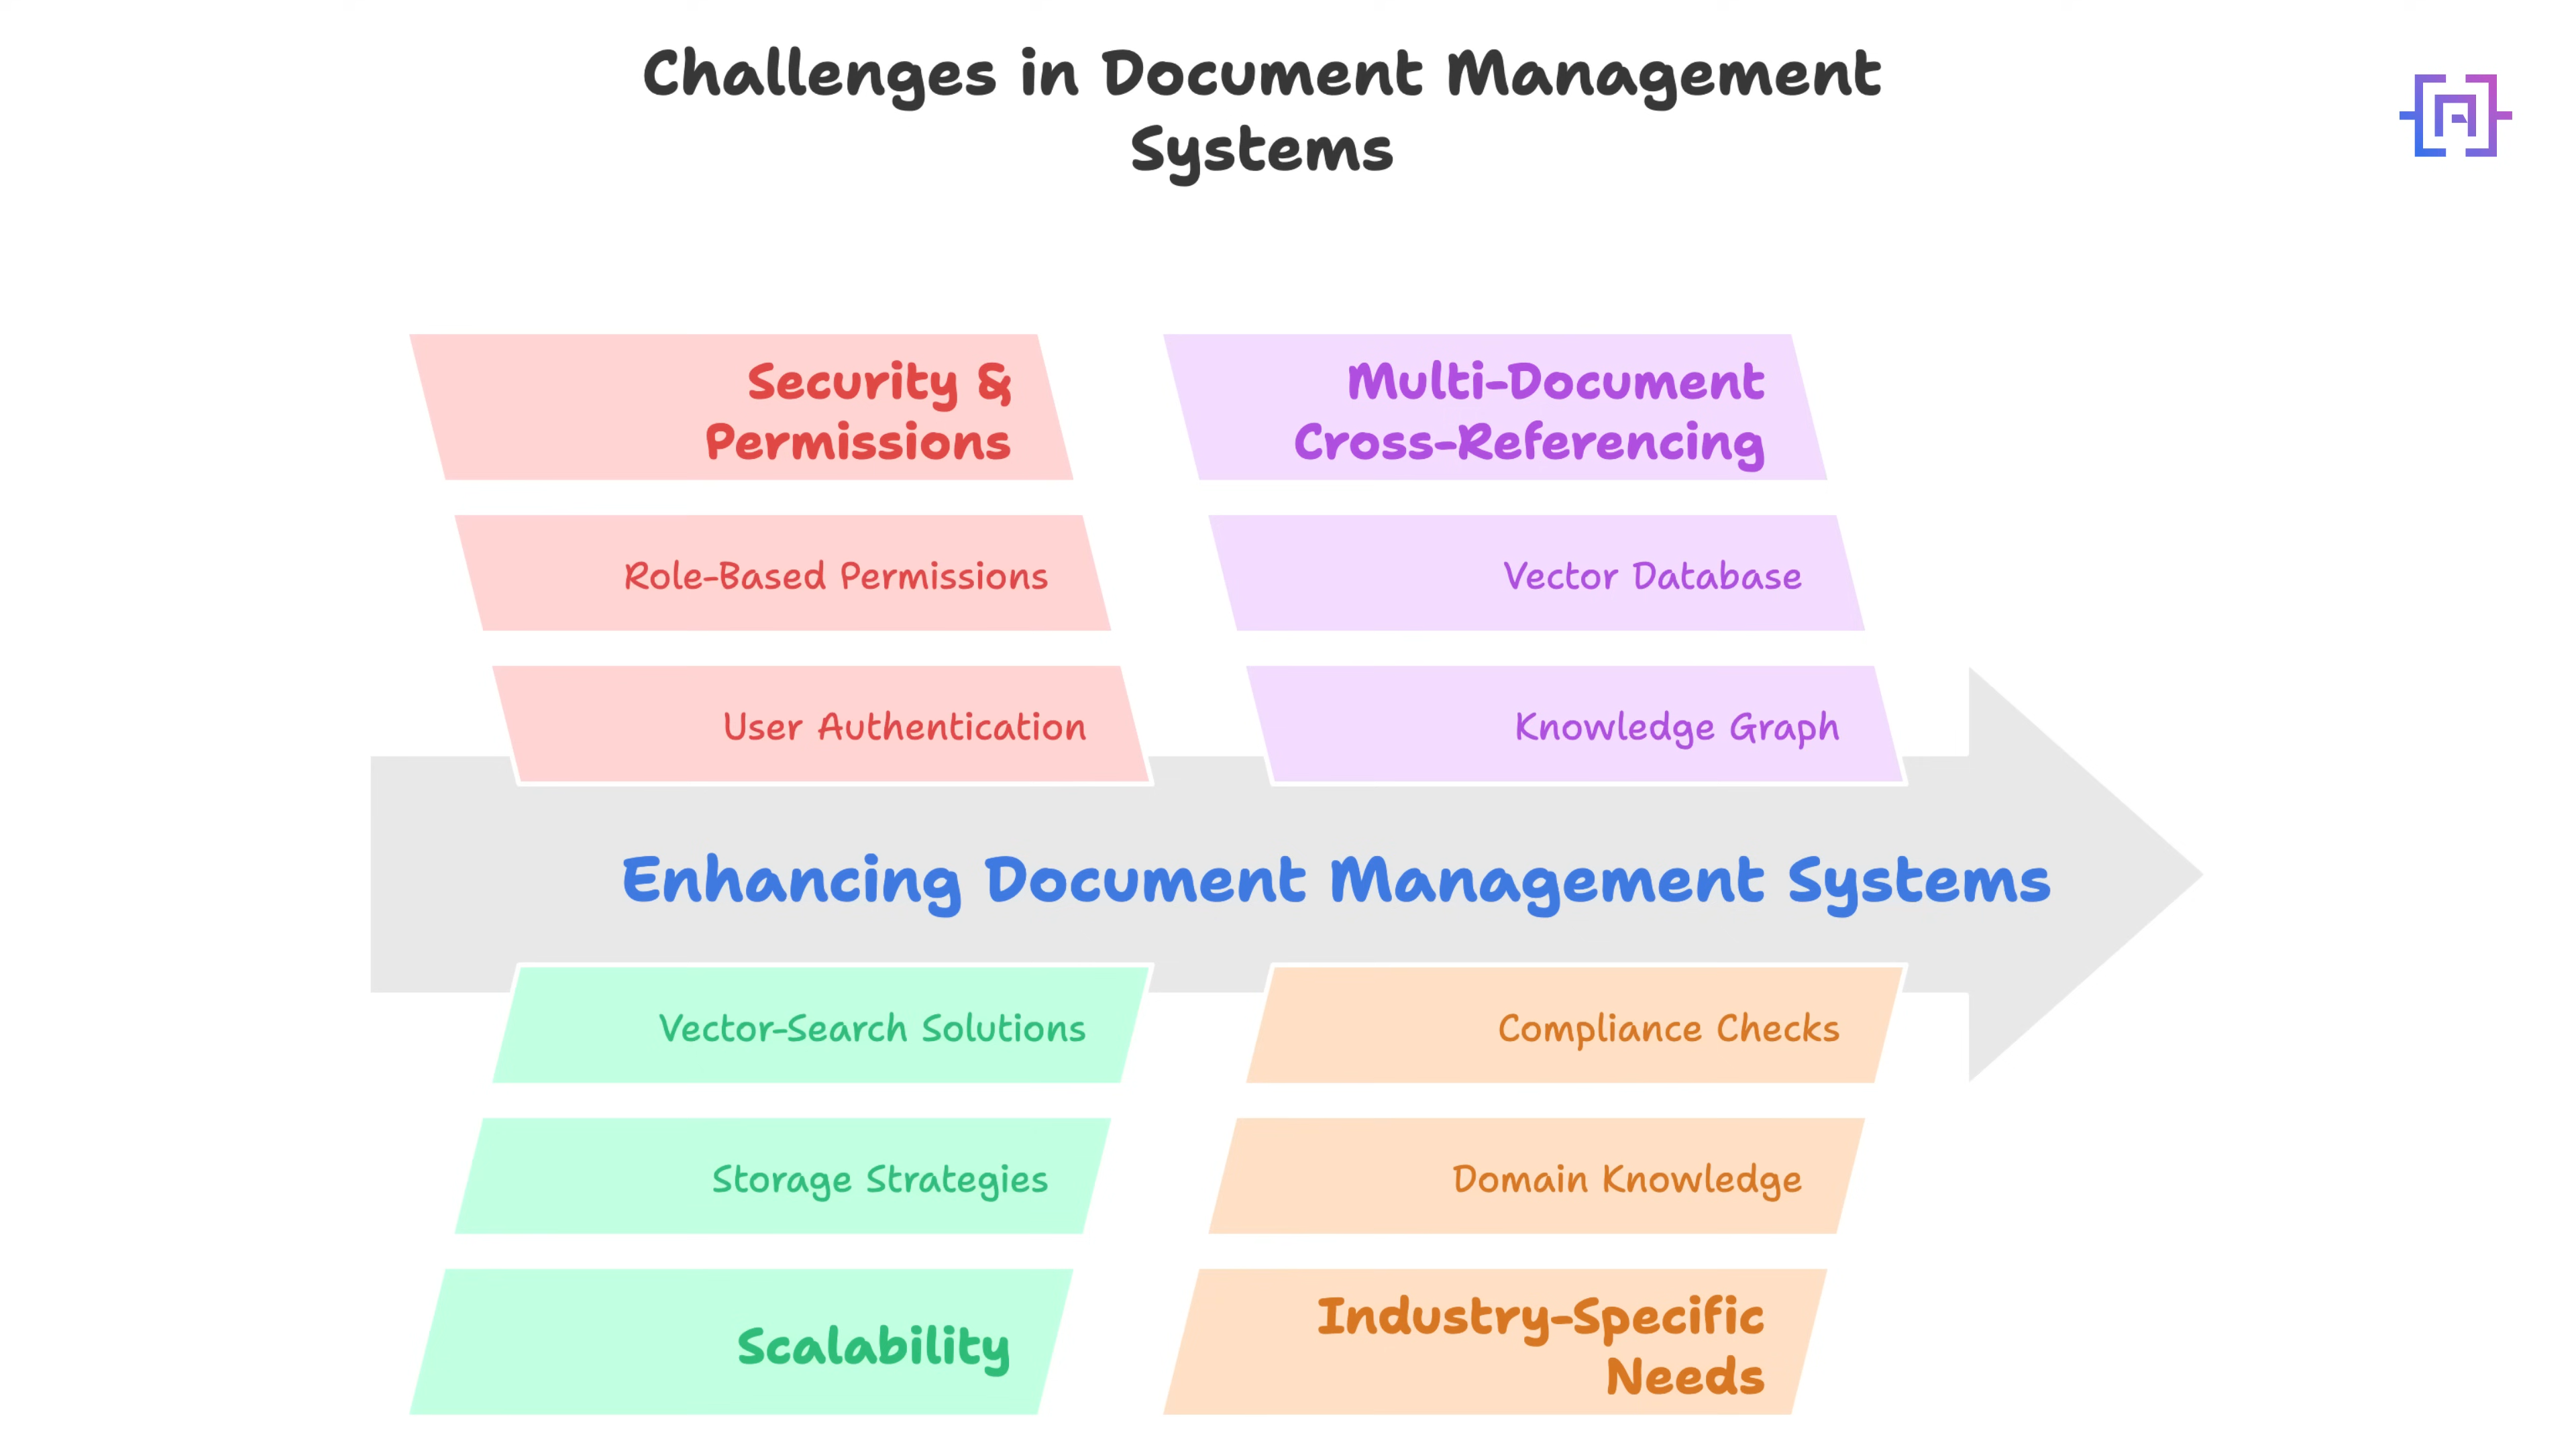 Challenges in Document Management
Systems
Security &
Permissions
Role-Based Permissions
User Authentication
Multi-Document
Cross-Referencing
Vector Database
Knowledge Graph
Enhancing Document Management Systems
Vector-Search Solutions
Storage Strategies
Scalability
Compliance Checks
Domain Knowledge
Industry-Specific
Needs